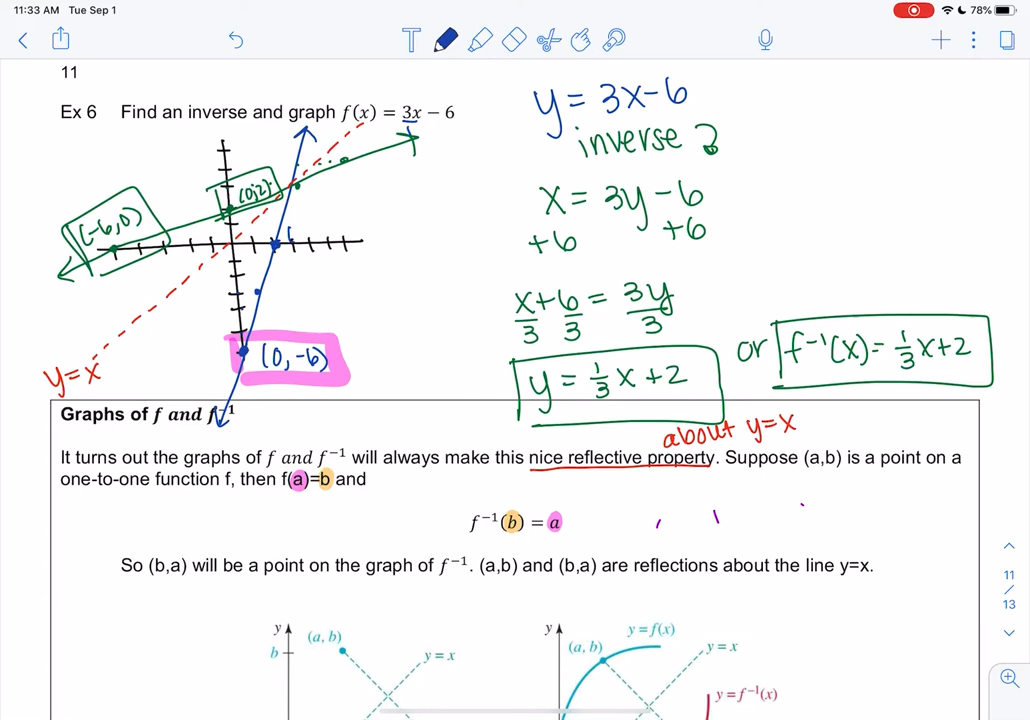 11:33 AM Tue Sep 1
78%
T
11
Ex 6 Find an inverse and graph f(x) = 3x − 6
y = 3x-6
inverse ?
x = 3y - 6
+6 +6
x+6 = 3y
3 3 3
y = 1/3 x + 2
or f⁻¹(x) = 1/3 x + 2
(0,2)
(-6,0)
(0,-6)
y=x
Graphs of f and f⁻¹
about y=x
It turns out the graphs of f and f⁻¹ will always make this nice reflective property. Suppose (a,b) is a point on a
one-to-one function f, then f(a)=b and
f⁻¹(b) = a
So (b,a) will be a point on the graph of f⁻¹. (a,b) and (b,a) are reflections about the line y=x.
y
(a, b)
b
y = x
y
y = f(x)
(a, b)
y = x
y = f⁻¹(x)
11
/
13